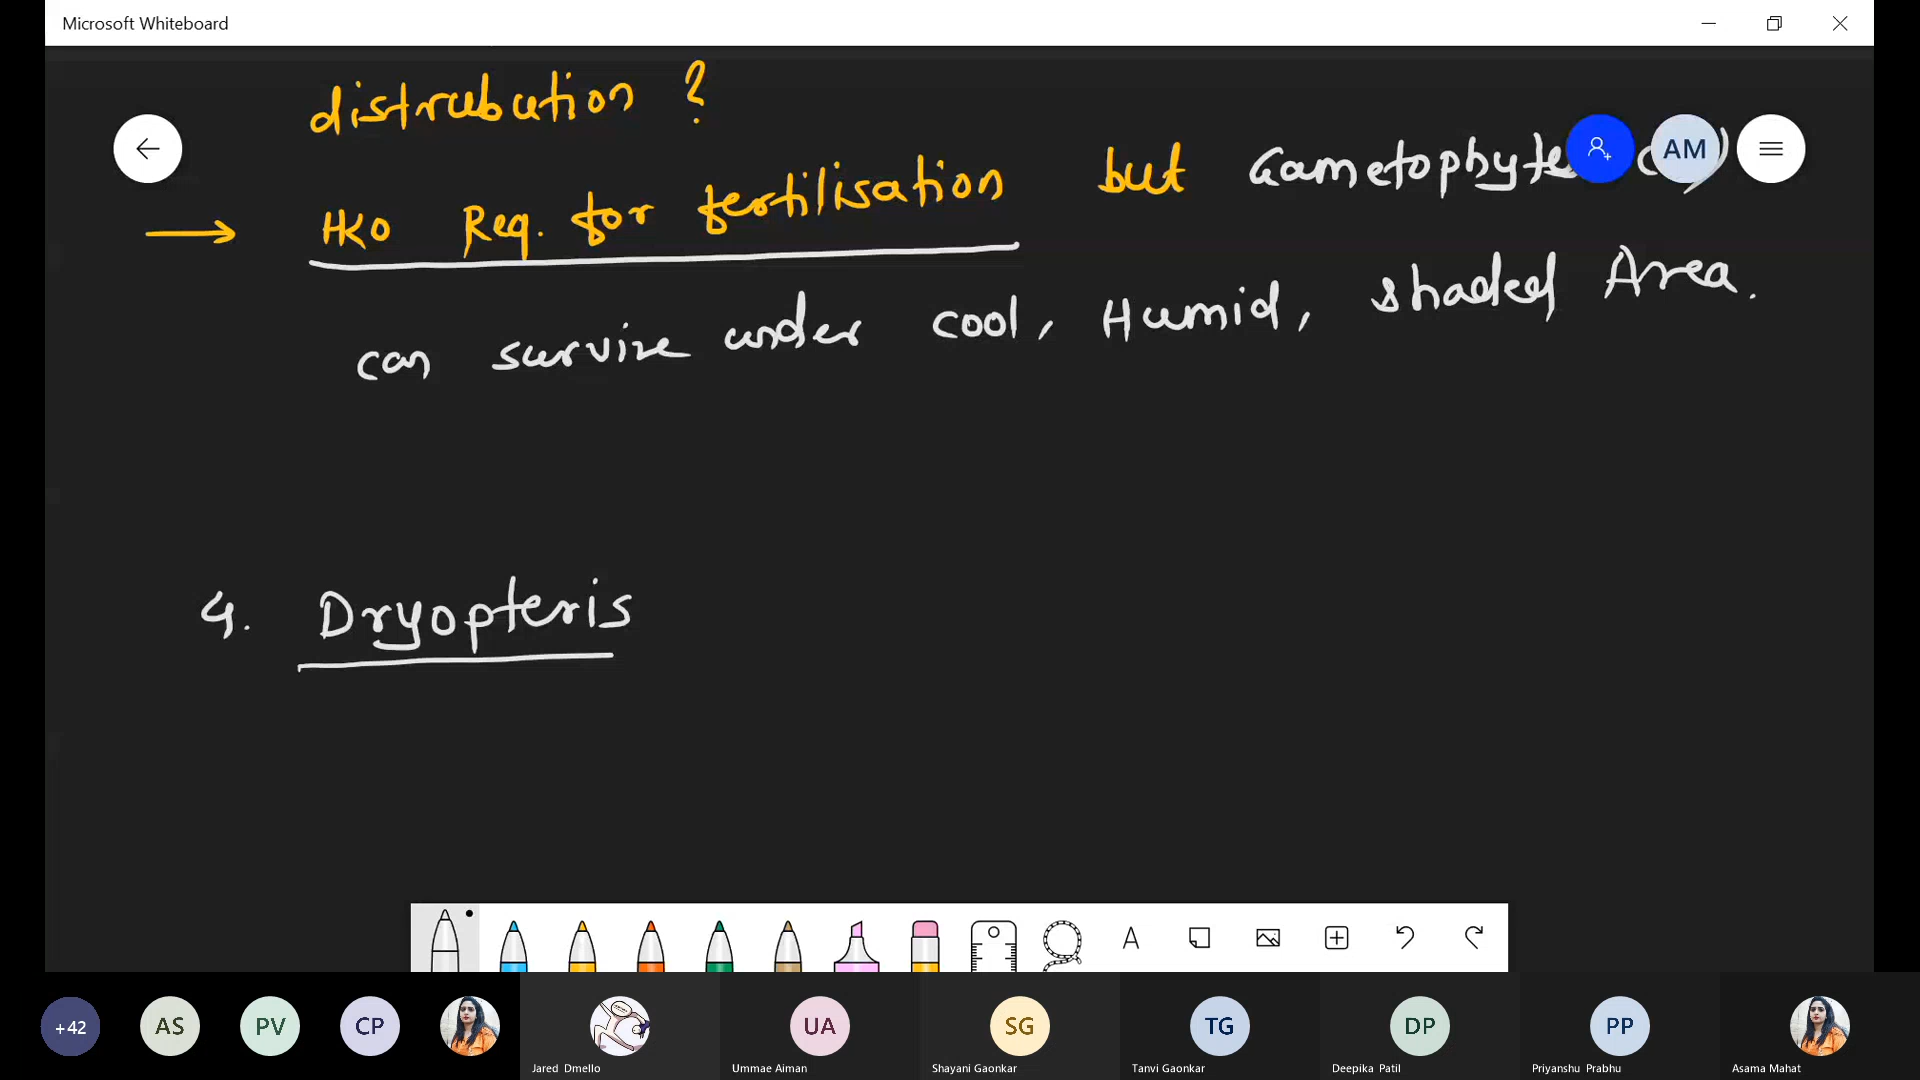 Microsoft Whiteboard
distrubution ?
→ H2O Req. for fertilisation but Gametophyte
can survive under cool, Humid, shaded Area.
4. Dryopteris
AM
A
+42 AS PV CP UA SG TG DP PP
Jared Dmello Ummae Aiman Shayani Gaonkar Tanvi Gaonkar Deepika Patil Priyanshu Prabhu Asama Mahat